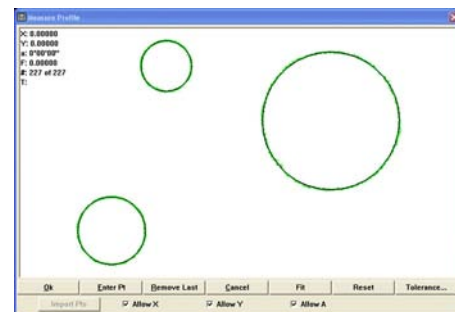 Measure Profile
X: 0.00000
Y: 0.00000
a: 0°00'00"
F: 0.00000
#: 227 of 227
T:
Ok Enter Pt Remove Last Cancel Fit Reset Tolerance...
Import Pts Allow X Allow Y Allow A